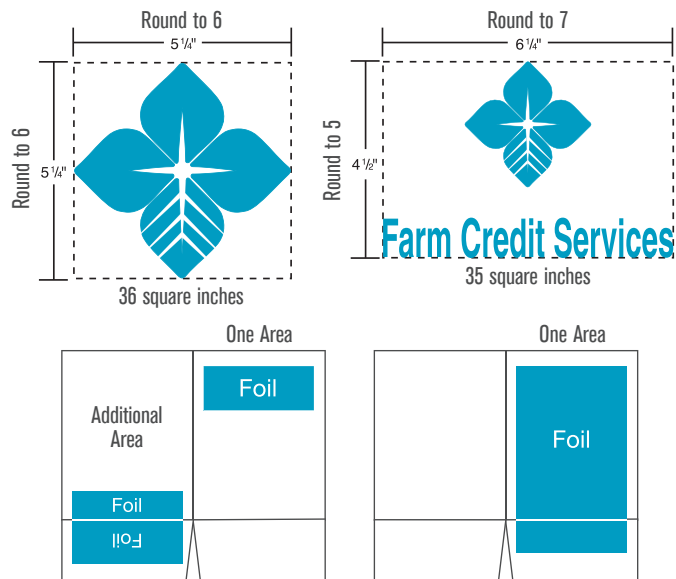 Round to 6
5 ¼"
Round to 6
5 ¼"
36 square inches
Round to 7
6 ¼"
Round to 5
4 ½"
Farm Credit Services
35 square inches
One Area
Foil
Additional
Area
Foil
Foil
One Area
Foil